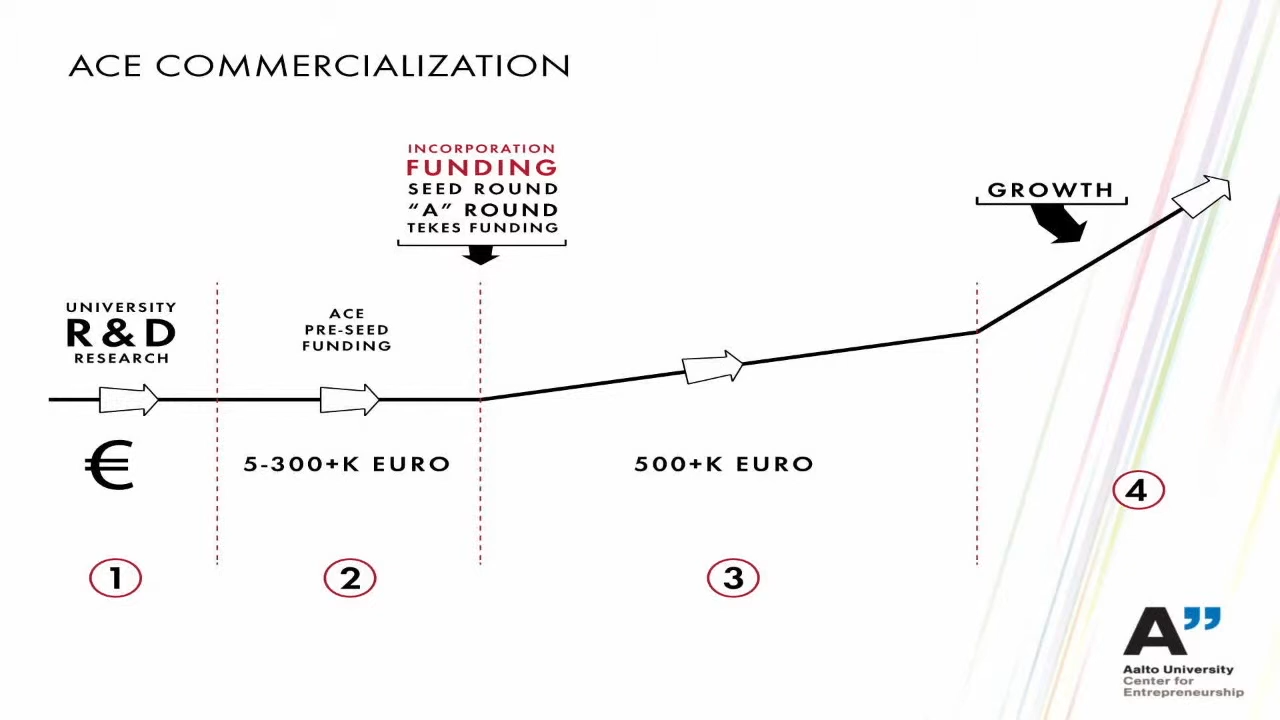 ACE COMMERCIALIZATION
INCORPORATION
FUNDING
SEED ROUND
“A” ROUND
TEKES FUNDING
GROWTH
UNIVERSITY
R & D
RESEARCH
ACE
PRE-SEED
FUNDING
€
5-300+K EURO
500+K EURO
4
1
2
3
A”
Aalto University
Center for
Entrepreneurship